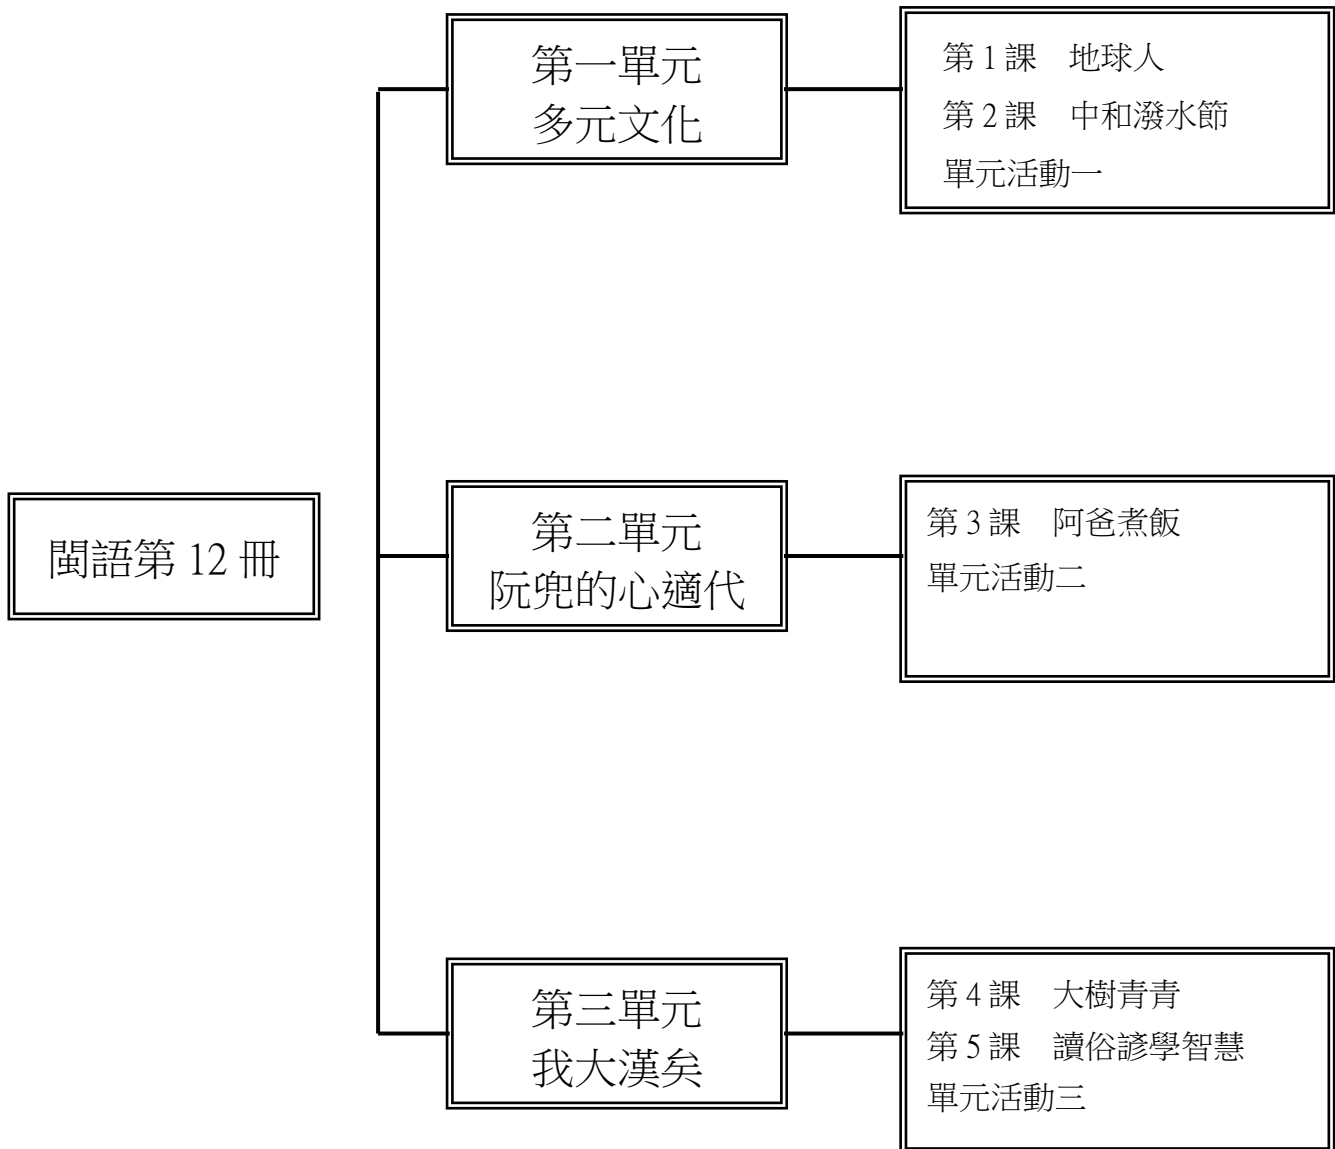 閩語第 12 冊
第一單元
多元文化
第 1 課　地球人
第 2 課　中和潑水節
單元活動一
第二單元
阮兜的心適代
第 3 課　阿爸煮飯
單元活動二
第三單元
我大漢矣
第 4 課　大樹青青
第 5 課　讀俗諺學智慧
單元活動三